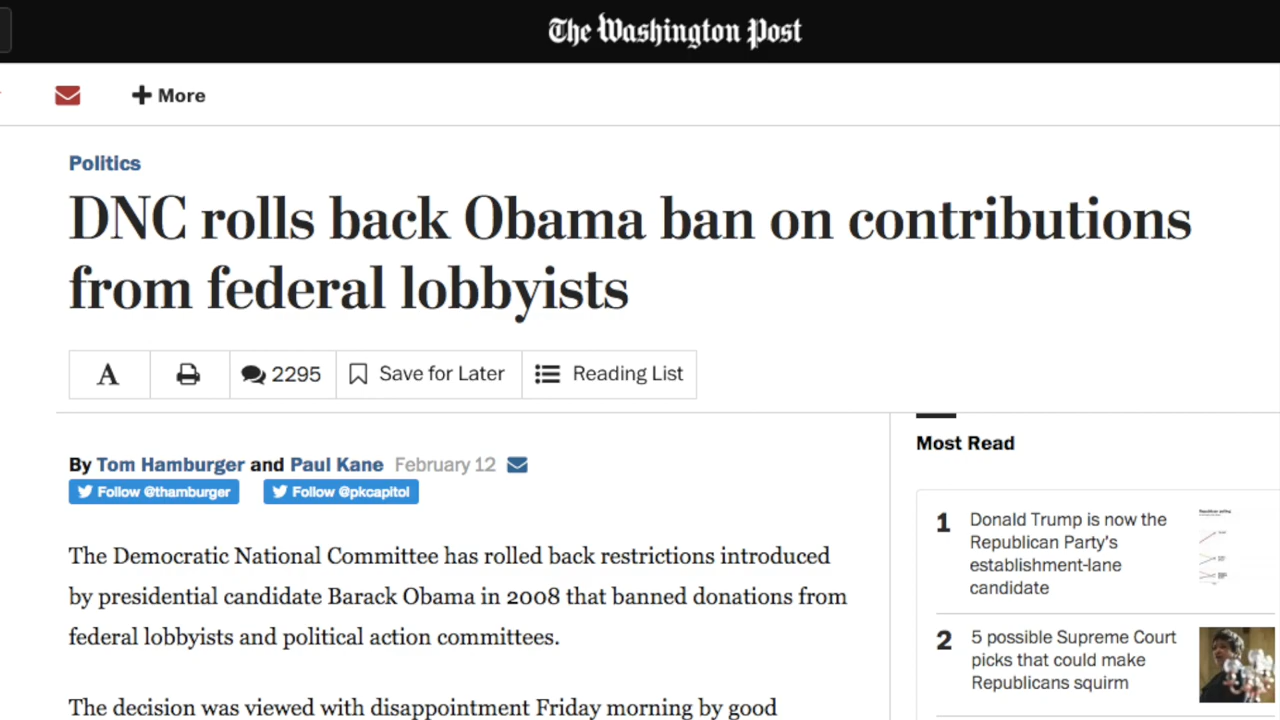 The Washington Post
More
Politics
DNC rolls back Obama ban on contributions
from federal lobbyists
A
2295
Save for Later
Reading List
By Tom Hamburger and Paul Kane February 12
Follow @thamburger
Follow @pkcapitol
The Democratic National Committee has rolled back restrictions introduced
by presidential candidate Barack Obama in 2008 that banned donations from
federal lobbyists and political action committees.
The decision was viewed with disappointment Friday morning by good
Most Read
1
Donald Trump is now the
Republican Party's
establishment-lane
candidate
2
5 possible Supreme Court
picks that could make
Republicans squirm